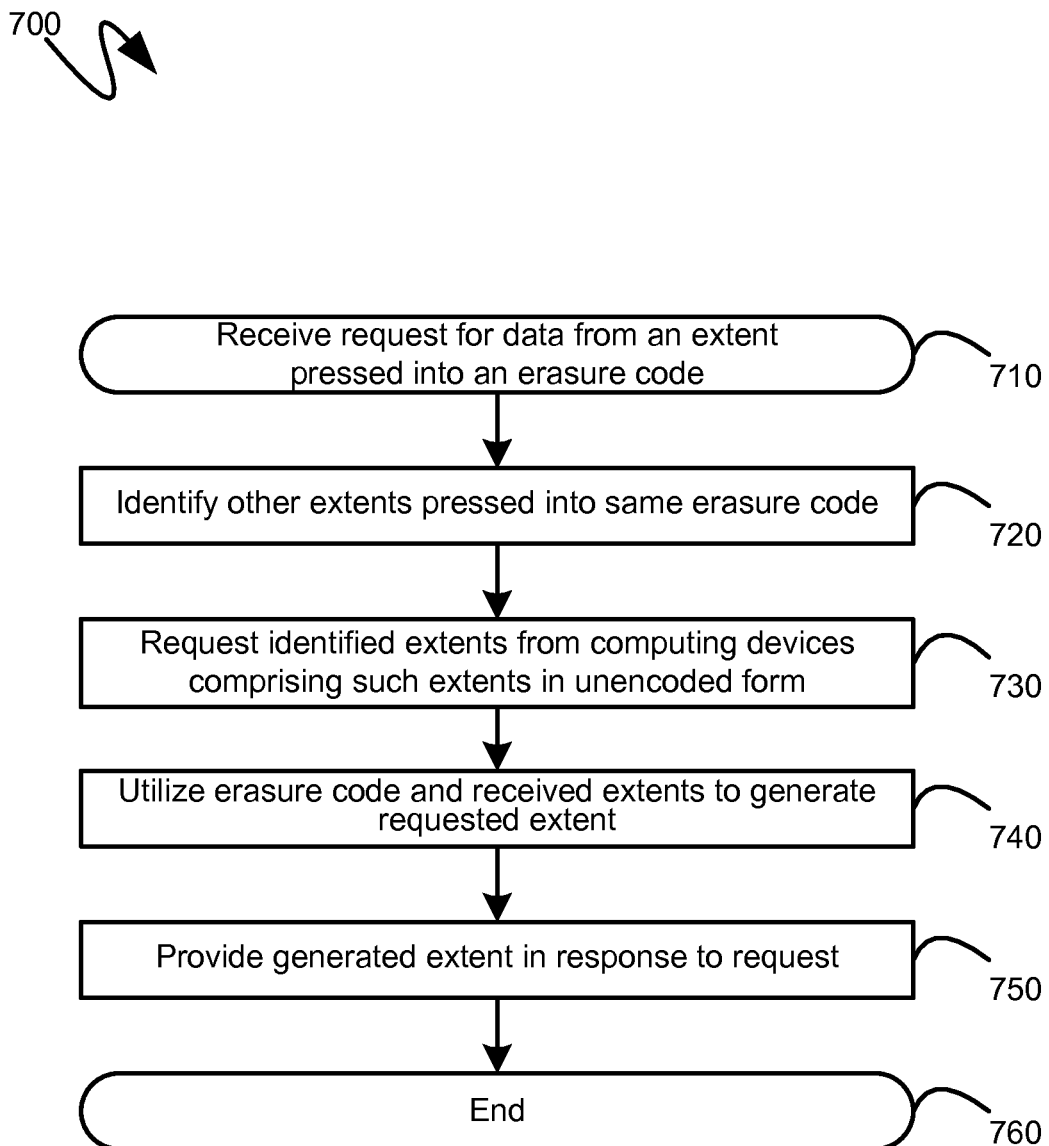 700
Receive request for data from an extent
pressed into an erasure code
710
Identify other extents pressed into same erasure code
720
Request identified extents from computing devices
comprising such extents in unencoded form
730
Utilize erasure code and received extents to generate
requested extent
740
Provide generated extent in response to request
750
End
760